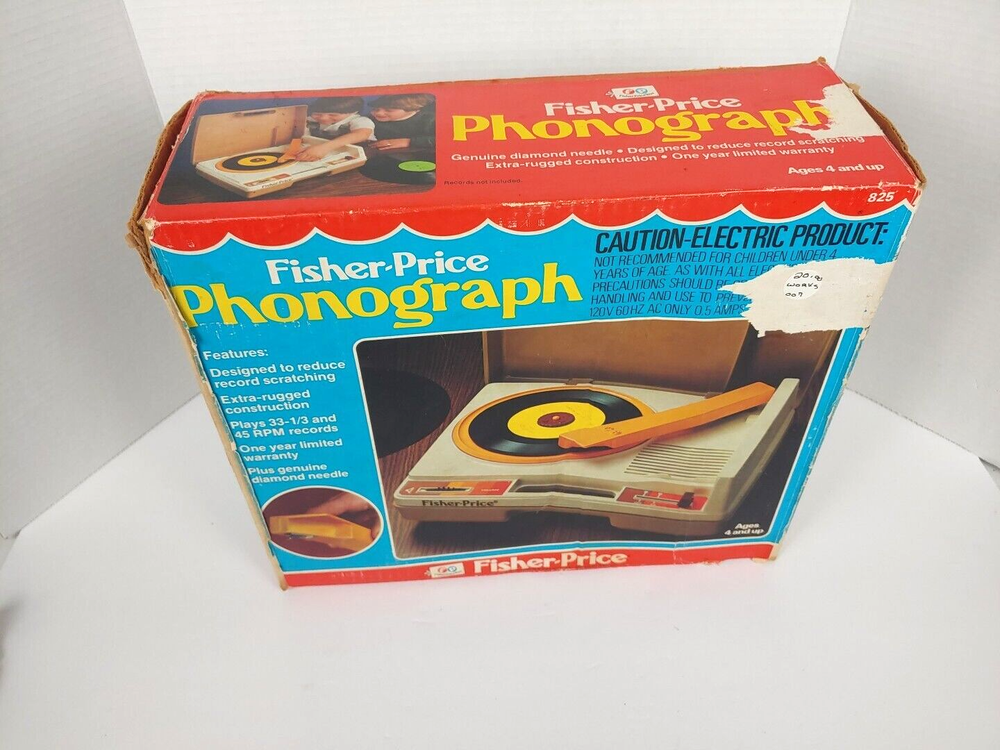 Fisher-Price
Phonograph
Genuine diamond needle • Designed to reduce record scratching
Extra-rugged construction • One year limited warranty
Records not included.
Ages 4 and up
825
Fisher-Price
Phonograph
CAUTION-ELECTRIC PRODUCT:
NOT RECOMMENDED FOR CHILDREN UNDER 4
YEARS OF AGE. AS WITH ALL
PRECAUTIONS SHOULD
HANDLING AND USE TO
120V 60HZ AC ONLY 0.5 AMPS
20.00
works
007
Features:
Designed to reduce
record scratching
Extra-rugged
construction
Plays 33-1/3 and
45 RPM records
One year limited
warranty
Plus genuine
diamond needle
Fisher-Price
Ages
4 and up
Fisher-Price